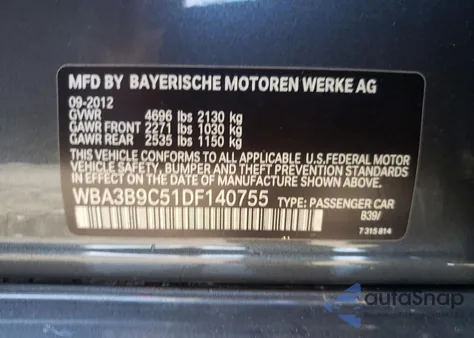 MFD BY BAYERISCHE MOTOREN WERKE AG
09-2012
GVWR 4696 lbs 2130 kg
GAWR FRONT 2271 lbs 1030 kg
GAWR REAR 2535 lbs 1150 kg
THIS VEHICLE CONFORMS TO ALL APPLICABLE U.S.FEDERAL MOTOR
VEHICLE SAFETY, BUMPER, AND THEFT PREVENTION STANDARDS
IN EFFECT ON THE DATE OF MANUFACTURE SHOWN ABOVE.
WBA3B9C51DF140755 TYPE: PASSENGER CAR
B39/
7 315 814
autoSnap